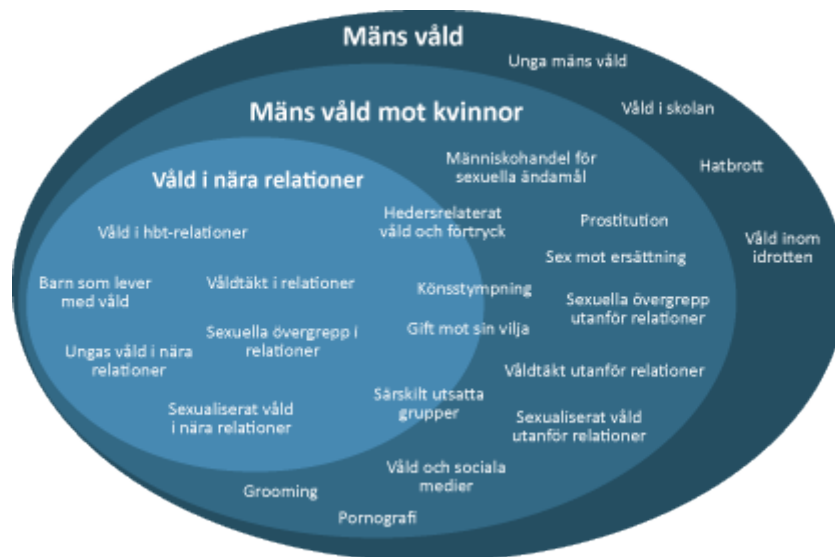 Mäns våld
Unga mäns våld
Mäns våld mot kvinnor
Våld i skolan
Människohandel för
sexuella ändamål
Hatbrott
Våld i nära relationer
Hedersrelaterat
våld och förtryck
Prostitution
Våld i hbt-relationer
Våld inom
idrotten
Sex mot ersättning
Barn som lever
med våld
Våldtäkt i relationer
Könsstympning
Sexuella övergrepp
utanför relationer
Sexuella övergrepp i
relationer
Gift mot sin vilja
Ungas våld i nära
relationer
Våldtäkt utanför relationer
Särskilt utsatta
grupper
Sexualiserat våld
i nära relationer
Sexualiserat våld
utanför relationer
Våld och sociala
medier
Grooming
Pornografi